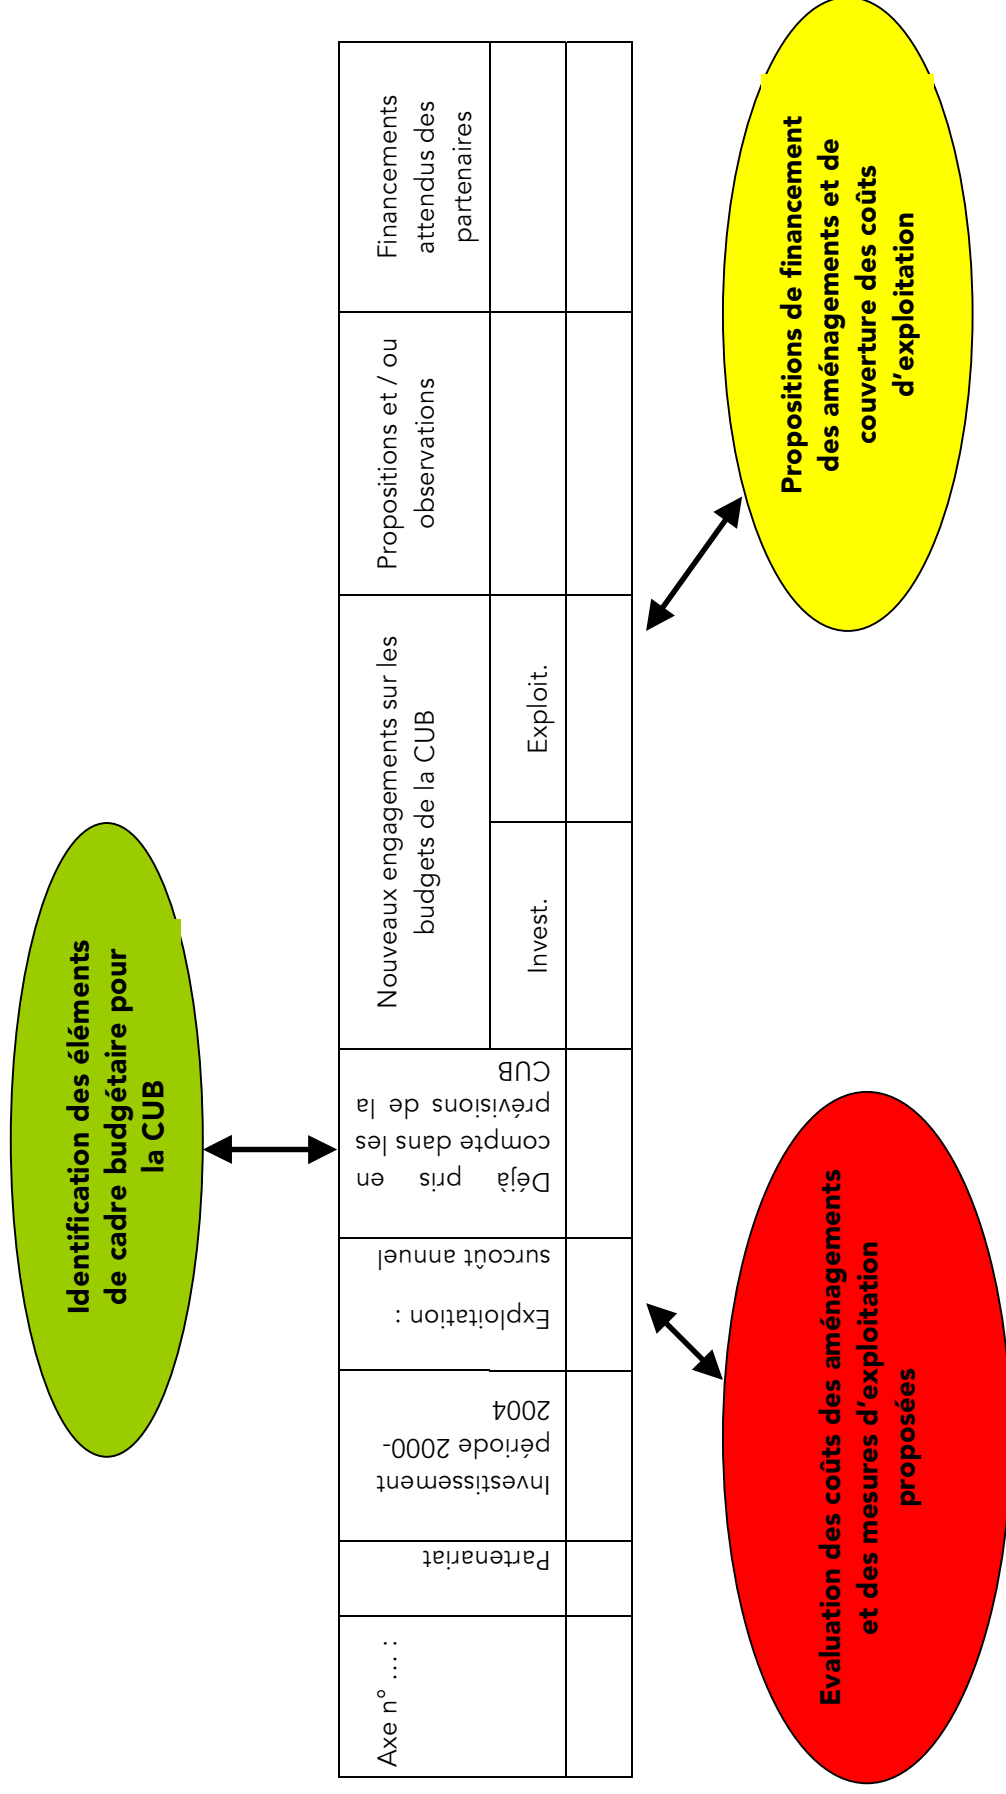 Identification des éléments
de cadre budgétaire pour
la CUB
Axe n° … :
Partenariat
Investissement
période 2000-
2004
Exploitation :
surcoût annuel
Déjà pris en
compte dans les
prévisions de la
CUB
Nouveaux engagements sur les
budgets de la CUB
Invest.
Exploit.
Propositions et / ou
observations
Financements
attendus des
partenaires
Evaluation des coûts des aménagements
et des mesures d’exploitation
proposées
Propositions de financement
des aménagements et de
couverture des coûts
d’exploitation